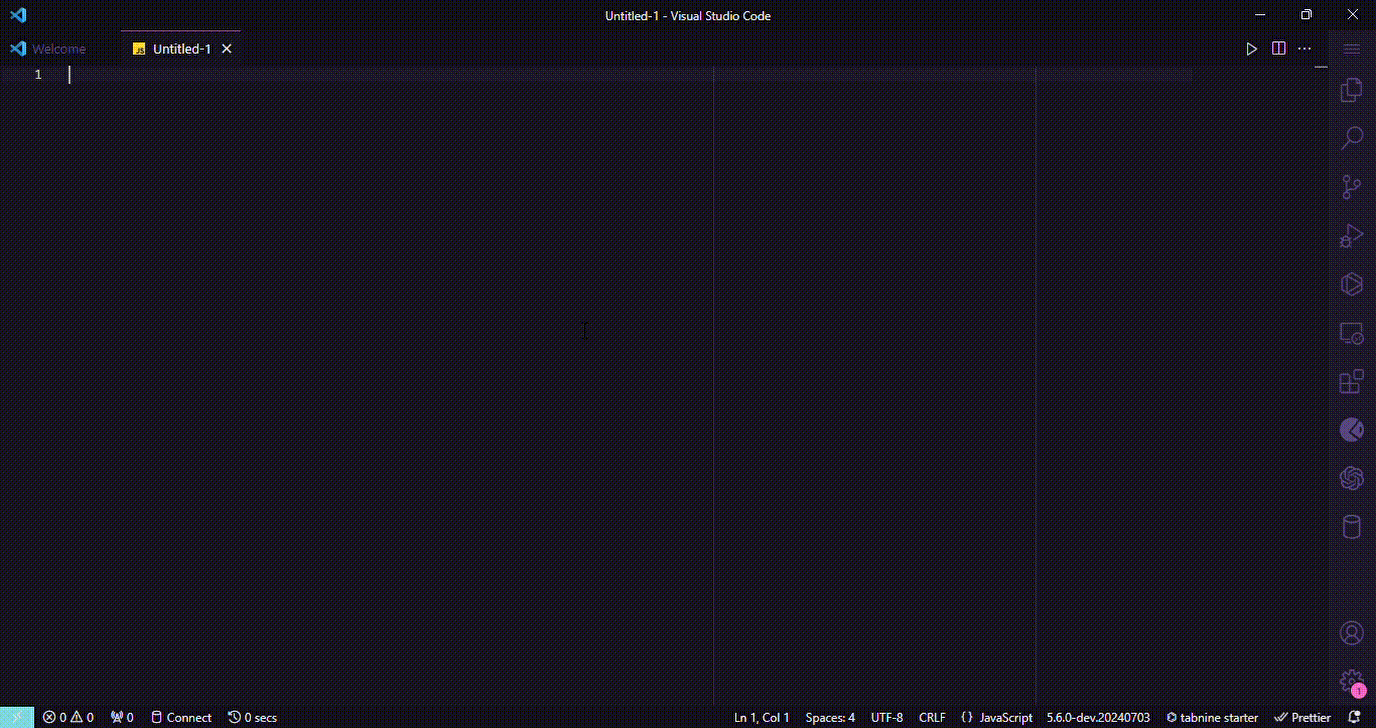 Untitled-1 - Visual Studio Code
Welcome
JS Untitled-1
1
0 0 0 Connect 0 secs
Ln 1, Col 1 Spaces: 4 UTF-8 CRLF {} JavaScript 5.6.0-dev.20240703 tabnine starter Prettier
1